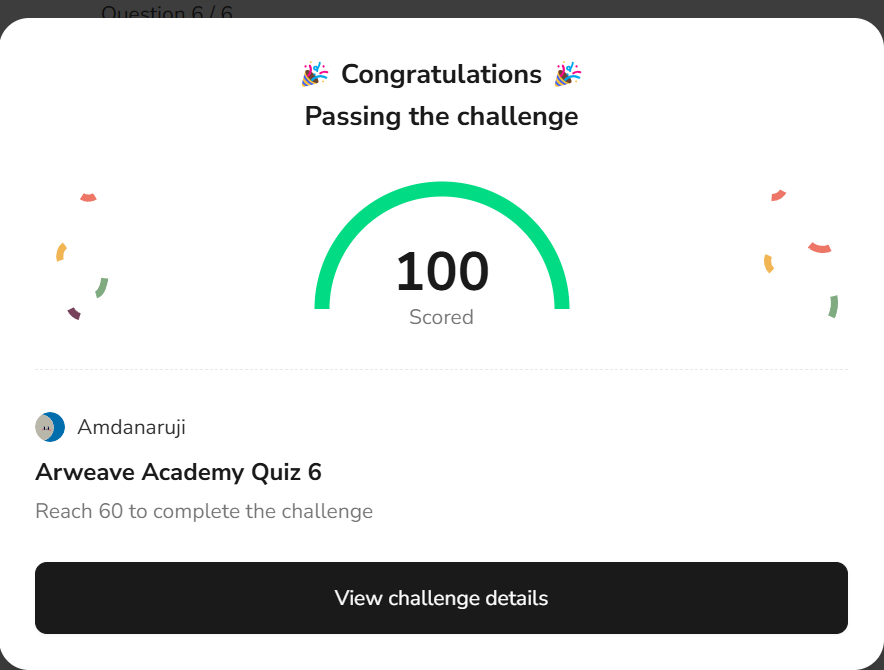 Question 6 / 6
Congratulations
Passing the challenge
100
Scored
Amdanaruji
Arweave Academy Quiz 6
Reach 60 to complete the challenge
View challenge details